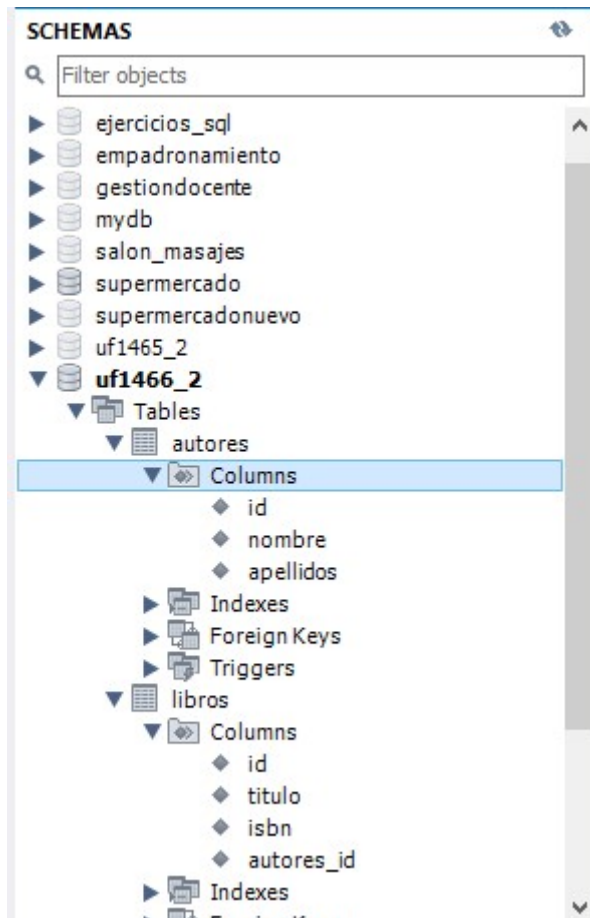 SCHEMAS
Filter objects
ejercicios_sql
empadronamiento
gestiondocente
mydb
salon_masajes
supermercado
supermercadonuevo
uf1465_2
uf1466_2
Tables
autores
Columns
id
nombre
apellidos
Indexes
Foreign Keys
Triggers
libros
Columns
id
titulo
isbn
autores_id
Indexes